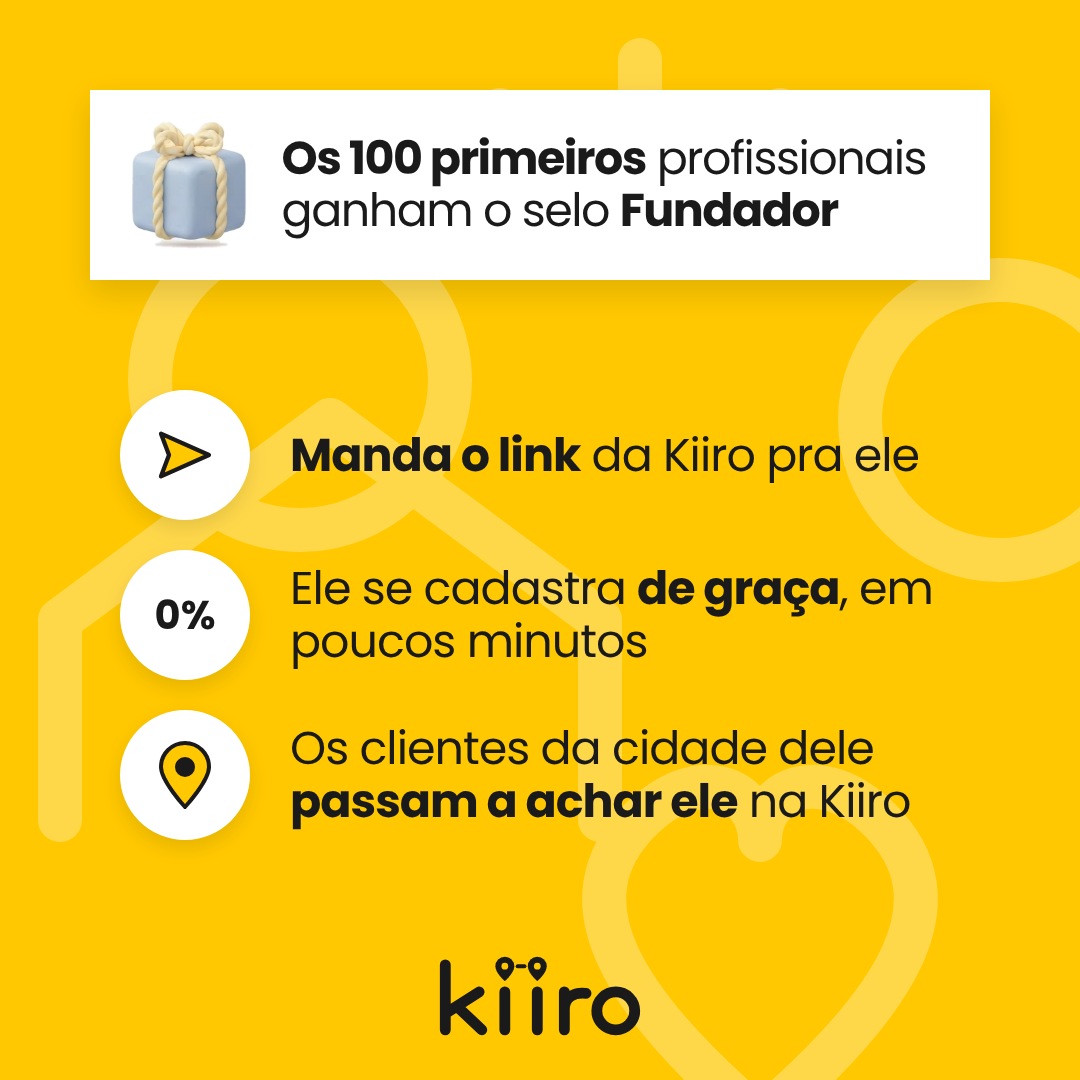 Os 100 primeiros profissionais
ganham o selo Fundador
Manda o link da Kiiro pra ele
0%
Ele se cadastra de graça, em
poucos minutos
Os clientes da cidade dele
passam a achar ele na Kiiro
kiiro